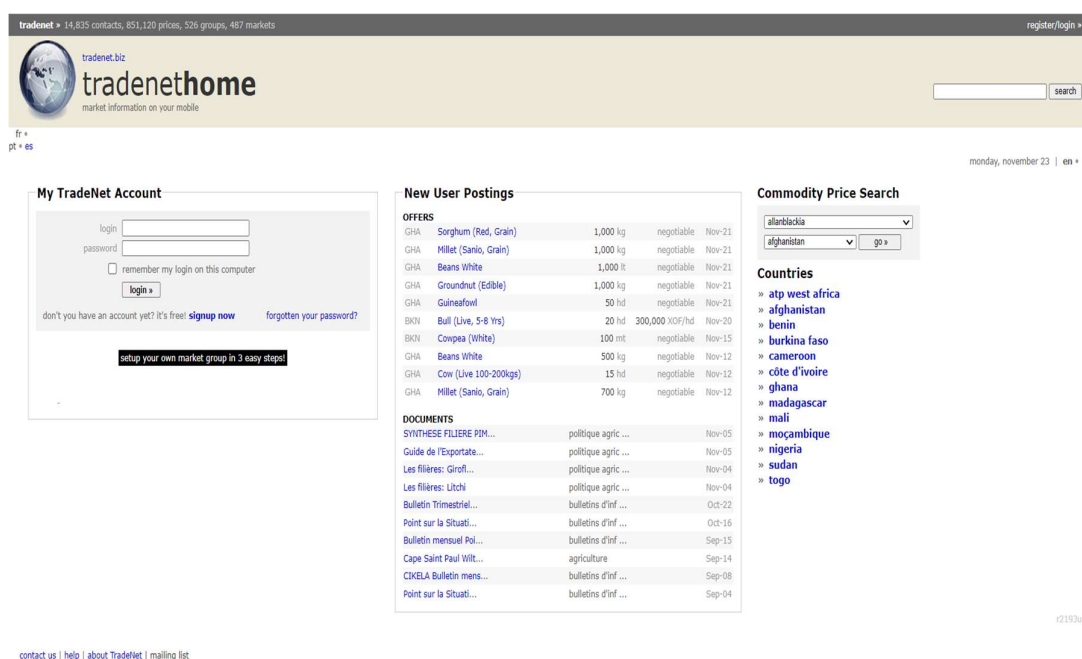 tradenet » 14,835 contacts, 851,120 prices, 526 groups, 487 markets
register/login »
tradenet.biz
tradenethome
market information on your mobile
search
fr «
pt « es
monday, november 23 | en «
My TradeNet Account
login
password
remember my login on this computer
login »
don't you have an account yet? it's free! signup now forgotten your password?
setup your own market group in 3 easy steps!
New User Postings
OFFERS
GHA Sorghum (Red, Grain) 1,000 kg negotiable Nov-21
GHA Millet (Sanio, Grain) 1,000 kg negotiable Nov-21
GHA Beans White 1,000 lt negotiable Nov-21
GHA Groundnut (Edible) 1,000 kg negotiable Nov-21
GHA Guineafowl 50 hd negotiable Nov-21
BKN Bull (Live, 5-8 Yrs) 20 hd 300,000 XOF/hd Nov-20
BKN Cowpea (White) 100 mt negotiable Nov-15
GHA Beans White 500 kg negotiable Nov-12
GHA Cow (Live 100-200kgs) 15 hd negotiable Nov-12
GHA Millet (Sanio, Grain) 700 kg negotiable Nov-12
DOCUMENTS
SYNTHESE FILIERE PIM... politique agric ... Nov-05
Guide de l'Exportate... politique agric ... Nov-05
Les filières: Girofl... politique agric ... Nov-04
Les filières: Litchi politique agric ... Nov-04
Bulletin Trimestriel... bulletins d'inf ... Oct-22
Point sur la Situati... bulletins d'inf ... Oct-16
Bulletin mensuel Poi... bulletins d'inf ... Sep-15
Cape Saint Paul Wilt... agriculture Sep-14
CIKELA Bulletin mens... bulletins d'inf ... Sep-08
Point sur la Situati... bulletins d'inf ... Sep-04
Commodity Price Search
allanblackia
afghanistan go »
Countries
» atp west africa
» afghanistan
» benin
» burkina faso
» cameroon
» côte d'ivoire
» ghana
» madagascar
» mali
» moçambique
» nigeria
» sudan
» togo
r2193u
contact us | help | about TradeNet | mailing list